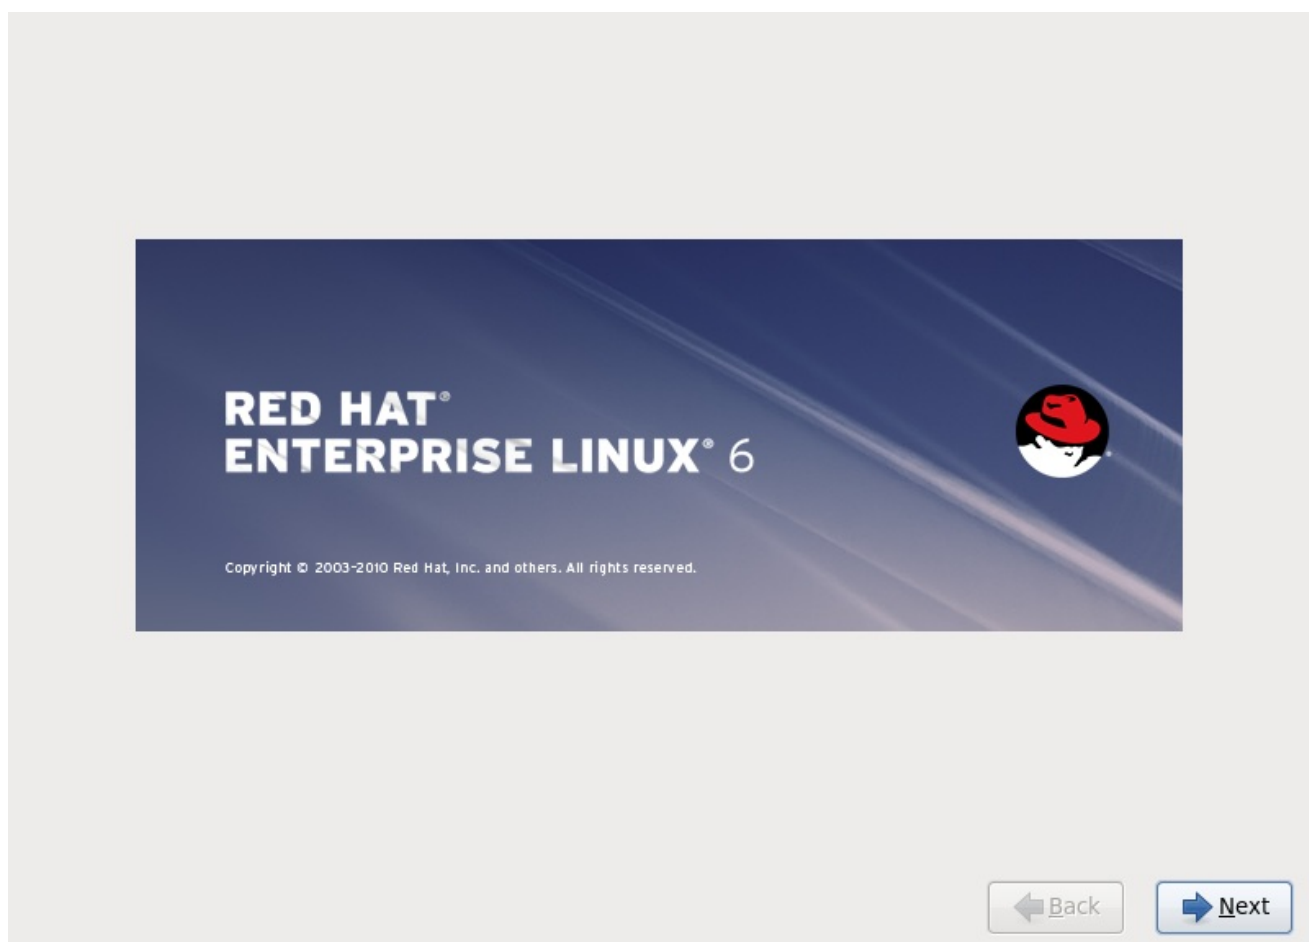 RED HAT®
ENTERPRISE LINUX® 6
Copyright © 2003-2010 Red Hat, Inc. and others. All rights reserved.
Back
Next